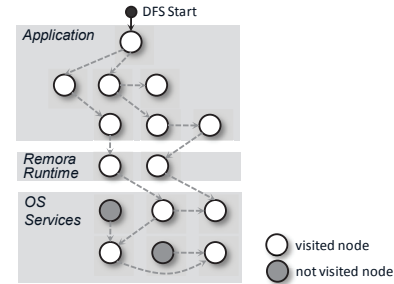 DFS Start
Application
Remora
Runtime
OS
Services
visited node
not visited node